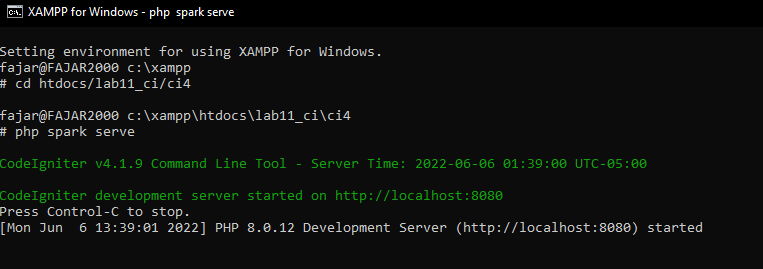 XAMPP for Windows - php  spark serve
Setting environment for using XAMPP for Windows.
fajar@FAJAR2000 c:\xampp
# cd htdocs/lab11_ci/ci4
fajar@FAJAR2000 c:\xampp\htdocs\lab11_ci\ci4
# php spark serve
CodeIgniter v4.1.9 Command Line Tool - Server Time: 2022-06-06 01:39:00 UTC-05:00
CodeIgniter development server started on http://localhost:8080
Press Control-C to stop.
[Mon Jun  6 13:39:01 2022] PHP 8.0.12 Development Server (http://localhost:8080) started